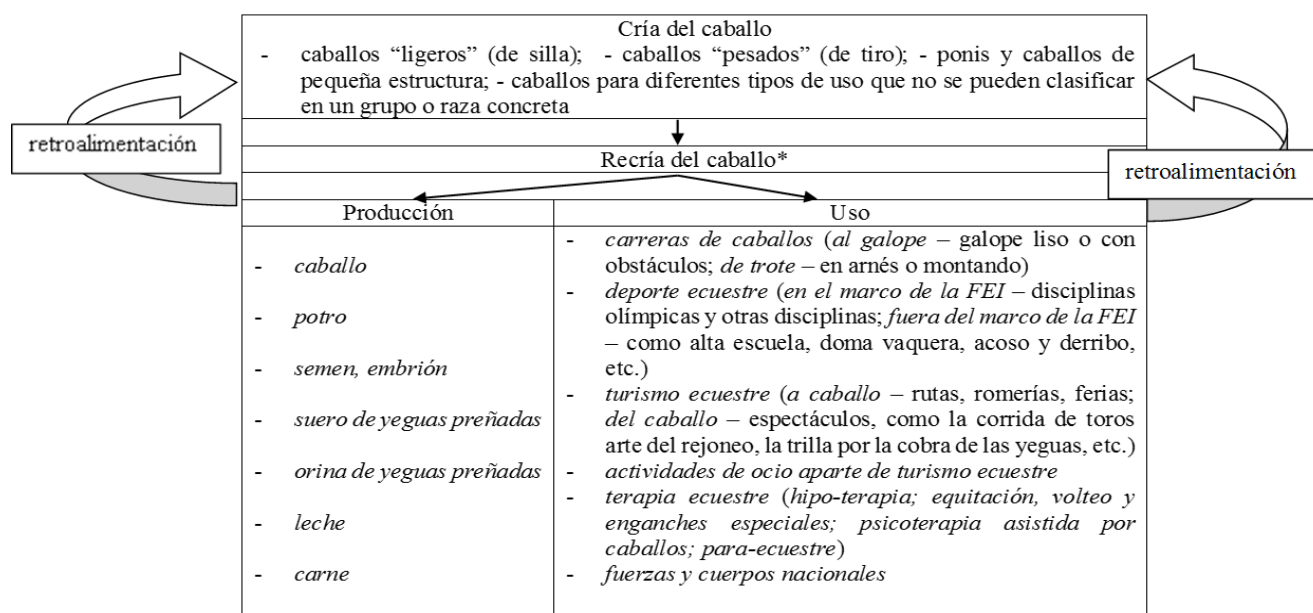 Cría del caballo
- caballos “ligeros” (de silla); - caballos “pesados” (de tiro); - ponis y caballos de
pequeña estructura; - caballos para diferentes tipos de uso que no se pueden clasificar
en un grupo o raza concreta
retroalimentación
retroalimentación
Recría del caballo*
Producción
- caballo
- potro
- semen, embrión
- suero de yeguas preñadas
- orina de yeguas preñadas
- leche
- carne
Uso
- carreras de caballos (al galope – galope liso o con
obstáculos; de trote – en arnés o montando)
- deporte ecuestre (en el marco de la FEI – disciplinas
olímpicas y otras disciplinas; fuera del marco de la FEI
– como alta escuela, doma vaquera, acoso y derribo,
etc.)
- turismo ecuestre (a caballo – rutas, romerías, ferias;
del caballo – espectáculos, como la corrida de toros
arte del rejoneo, la trilla por la cobra de las yeguas, etc.)
- actividades de ocio aparte de turismo ecuestre
- terapia ecuestre (hipo-terapia; equitación, volteo y
enganches especiales; psicoterapia asistida por
caballos; para-ecuestre)
- fuerzas y cuerpos nacionales